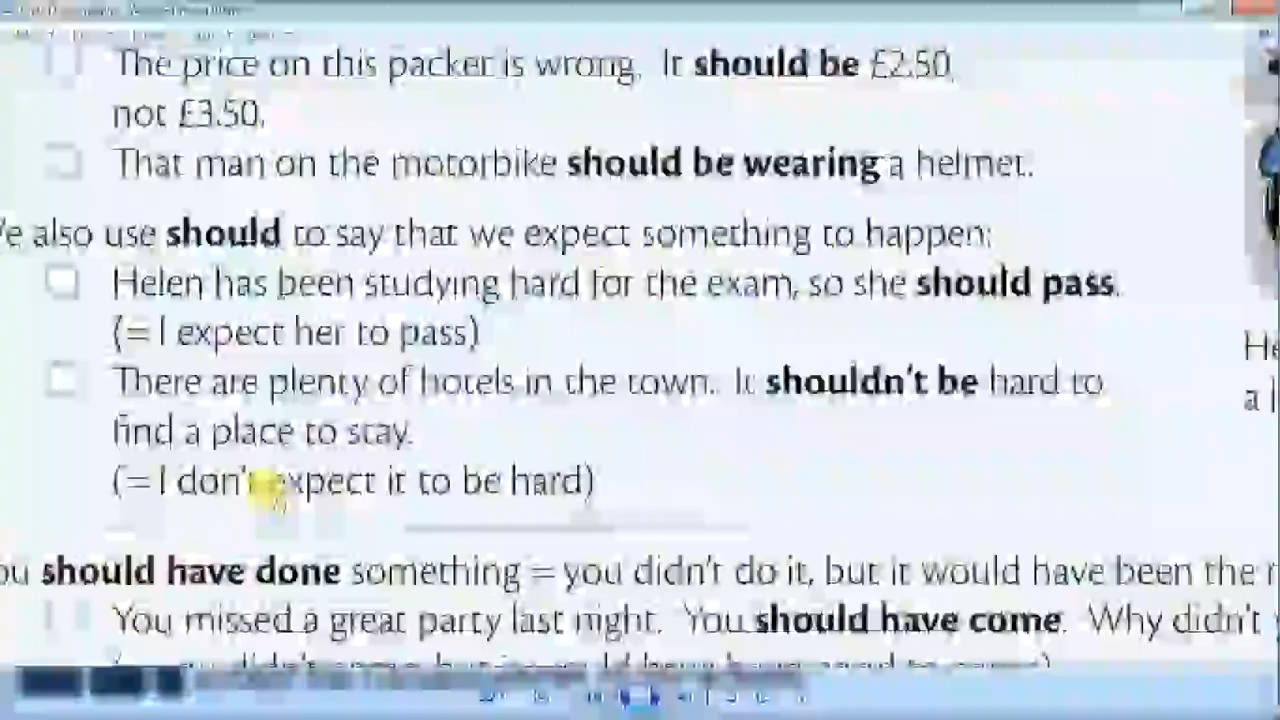 The price on this packet is wrong. It should be £2.50,
not £3.50.
That man on the motorbike should be wearing a helmet.
e also use should to say that we expect something to happen:
Helen has been studying hard for the exam, so she should pass.
(= I expect her to pass)
There are plenty of hotels in the town. It shouldn't be hard to
find a place to stay.
(= I don't expect it to be hard)
He
a
ou should have done something = you didn't do it, but it would have been the
You missed a great party last night. You should have come. Why didn't